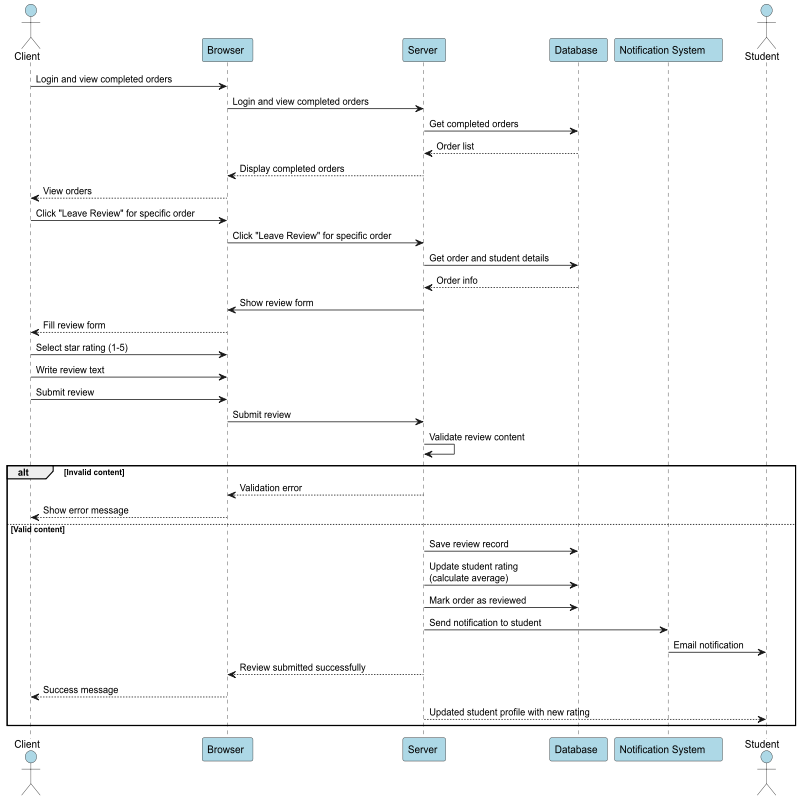 Client
Browser
Server
Database
Notification System
Student
Login and view completed orders
Login and view completed orders
Get completed orders
Order list
Display completed orders
View orders
Click "Leave Review" for specific order
Click "Leave Review" for specific order
Get order and student details
Order info
Show review form
Fill review form
Select star rating (1-5)
Write review text
Submit review
Submit review
Validate review content
alt
[Invalid content]
Validation error
Show error message
[Valid content]
Save review record
Update student rating
(calculate average)
Mark order as reviewed
Send notification to student
Email notification
Review submitted successfully
Success message
Updated student profile with new rating
Client
Browser
Server
Database
Notification System
Student